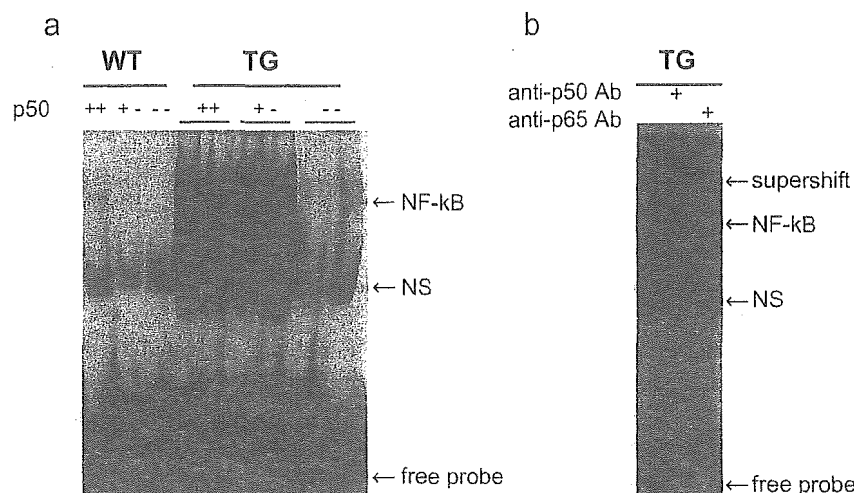 a
WT TG
p50 ++ + - -- ++ + - --
← NF-kB
← NS
← free probe
b
TG
anti-p50 Ab +
anti-p65 Ab +
← supershift
← NF-kB
← NS
← free probe